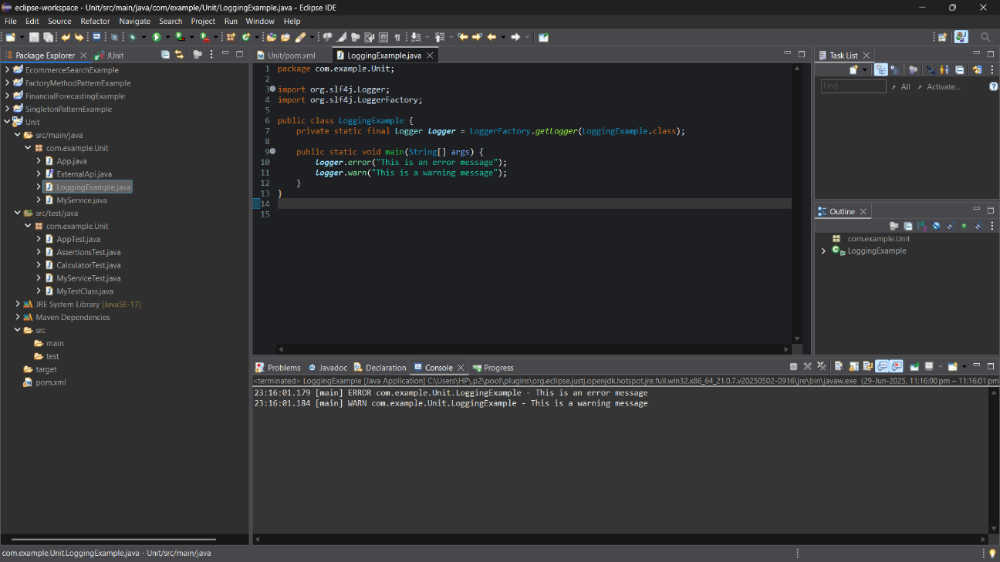 eclipse-workspace - Unit/src/main/java/com/example/Unit/LoggingExample.java - Eclipse IDE
File Edit Source Refactor Navigate Search Project Run Window Help
Package Explorer JUnit
EcommerceSearchExample
FactoryMethodPatternExample
FinancialForecastingExample
SingletonPatternExample
Unit
src/main/java
com.example.Unit
App.java
ExternalApi.java
LoggingExample.java
MyService.java
src/test/java
com.example.Unit
AppTest.java
AssertionsTest.java
CalculatorTest.java
MyServiceTest.java
MyTestClass.java
JRE System Library [JavaSE-17]
Maven Dependencies
src
main
test
target
pom.xml
Unit/pom.xml LoggingExample.java
1 package com.example.Unit;
2
3 import org.slf4j.Logger;
4 import org.slf4j.LoggerFactory;
5
6 public class LoggingExample {
7 private static final Logger logger = LoggerFactory.getLogger(LoggingExample.class);
8
9 public static void main(String[] args) {
10 logger.error("This is an error message");
11 logger.warn("This is a warning message");
12 }
13 }
14
15
Task List
Find All Activate...
Outline
com.example.Unit
LoggingExample
Problems Javadoc Declaration Console Progress
<terminated> LoggingExample [Java Application] C:\Users\HP\.p2\pool\plugins\org.eclipse.justj.openjdk.hotspot.jre.full.win32.x86_64_21.0.7.v20250502-0916\jre\bin\javaw.exe (29-Jun-2025, 11:16:00 pm – 11:16:01 pm
23:16:01.179 [main] ERROR com.example.Unit.LoggingExample - This is an error message
23:16:01.184 [main] WARN com.example.Unit.LoggingExample - This is a warning message
com.example.Unit.LoggingExample.java - Unit/src/main/java